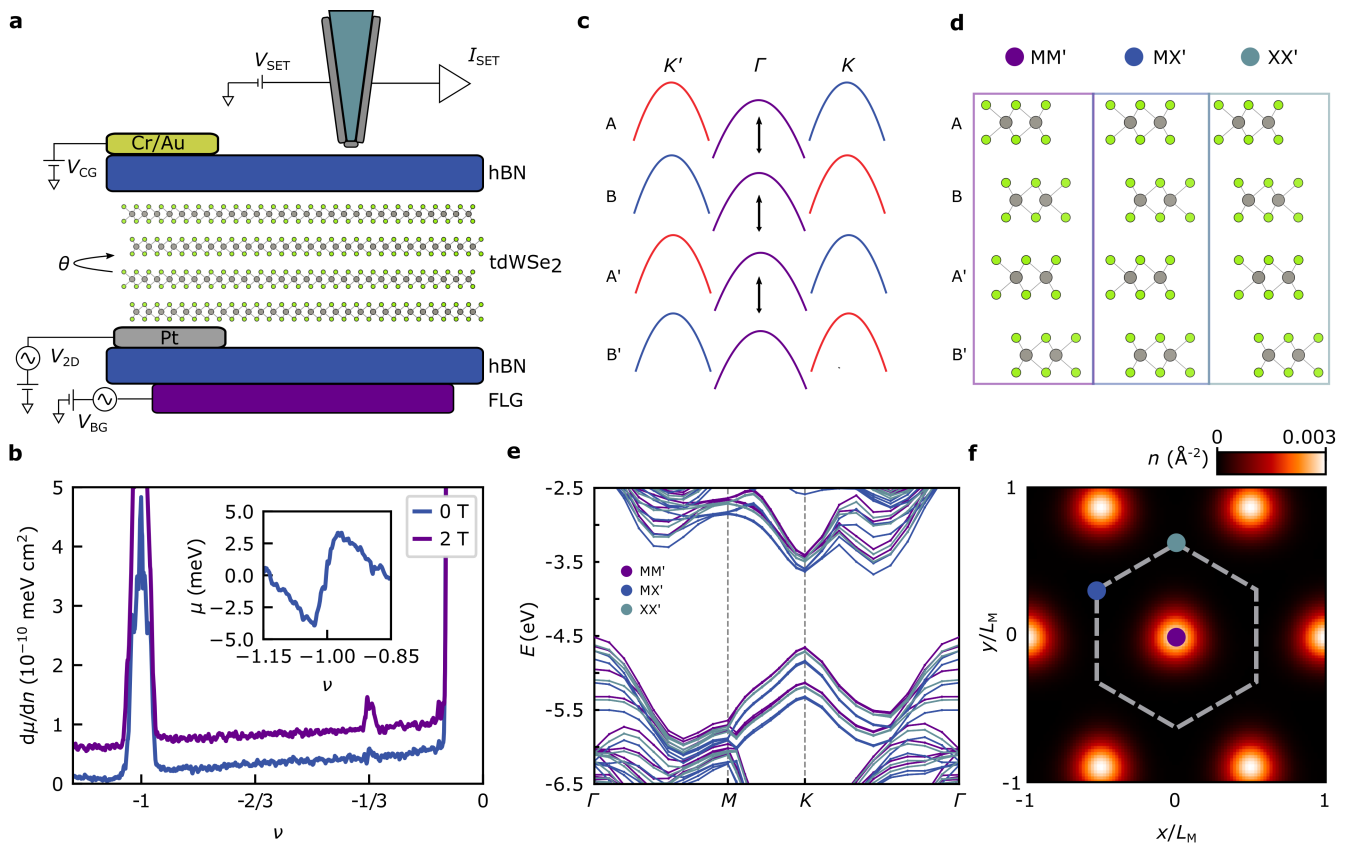 a
V_SET
I_SET
Cr/Au
V_CG
hBN
tdWSe₂
θ
Pt
V_2D
hBN
FLG
V_BG
b
5
4
3
2
1
0
dμ/dn (10⁻¹⁰ meV cm²)
-1
-2/3
-1/3
0
ν
0 T
2 T
5.0
2.5
0.0
−2.5
−5.0
μ (meV)
−1.15 −1.00 −0.85
ν
c
K' Γ K
A
B
A'
B'
d
MM' MX' XX'
A
B
A'
B'
e
-2.5
-3.5
-4.5
-5.5
-6.5
E (eV)
MM'
MX'
XX'
Γ M K Γ
f
0 0.003
n (Å⁻²)
1
0
-1
y/L_M
-1 0 1
x/L_M